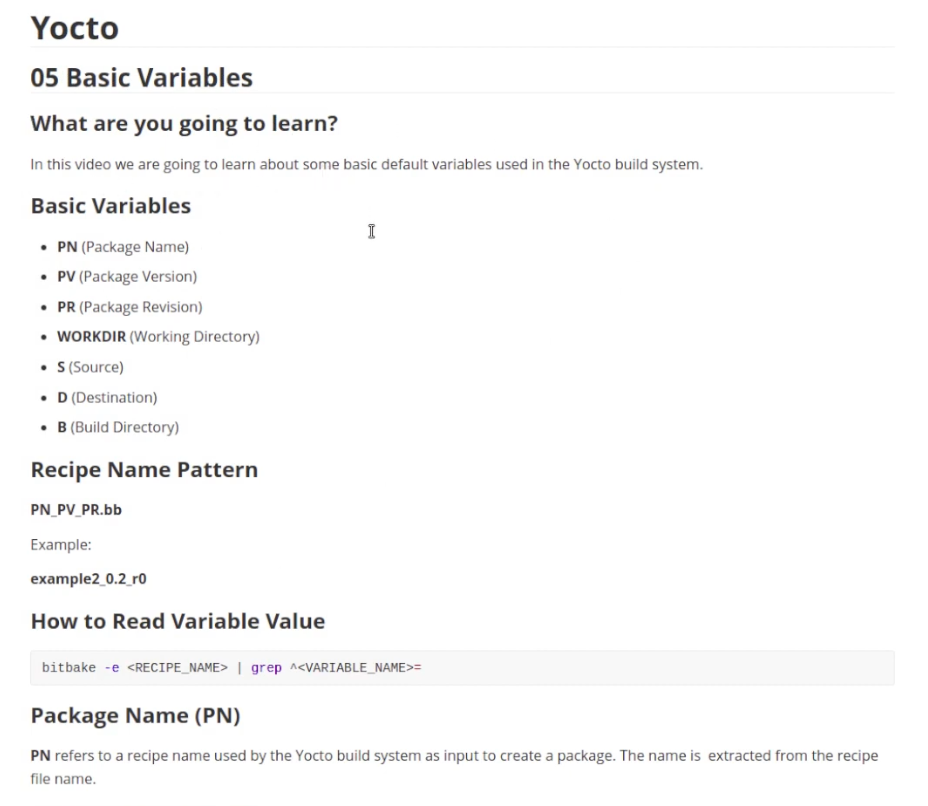 Yocto
05 Basic Variables
What are you going to learn?
In this video we are going to learn about some basic default variables used in the Yocto build system.
Basic Variables
• PN (Package Name)
• PV (Package Version)
• PR (Package Revision)
• WORKDIR (Working Directory)
• S (Source)
• D (Destination)
• B (Build Directory)
Recipe Name Pattern
PN_PV_PR.bb
Example:
example2_0.2_r0
How to Read Variable Value
bitbake -e <RECIPE_NAME> | grep ^<VARIABLE_NAME>=
Package Name (PN)
PN refers to a recipe name used by the Yocto build system as input to create a package. The name is extracted from the recipe
file name.